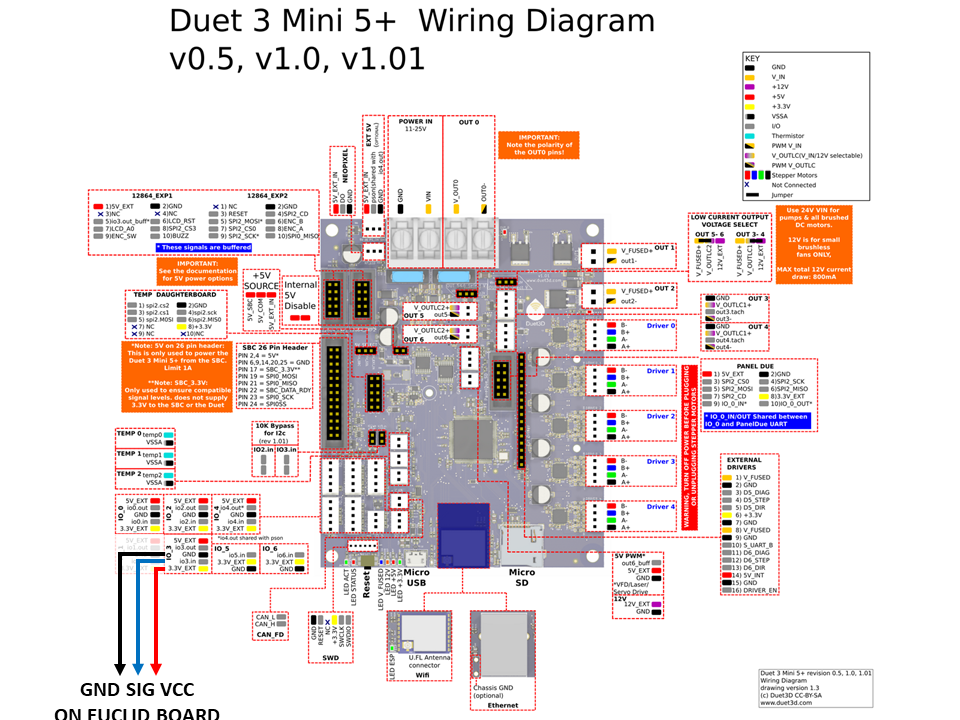 Duet 3 Mini 5+ Wiring Diagram
v0.5, v1.0, v1.01
KEY
GND
V_IN
+12V
+5V
+3.3V
VSSA
I/O
Thermistor
PWM V_IN
V_OUTLC(V_IN/12V selectable)
PWM V_OUTLC
Stepper Motors
X Not Connected
Jumper
NEOPIXEL
5V_EXT_IN
DO
GND
EXT 5V
(OPTIONAL)
5V_EXT_IN
pson(shared with
io4.out)
GND
POWER IN
11-25V
GND
VIN
OUT 0
V_OUT0
OUT0-
IMPORTANT:
Note the polarity of
the OUT0 pins!
12864_EXP1
1)5V_EXT
2)GND
3)NC
4)NC
5)io3.out_buff*
6)LCD_RST
7)LCD_A0
8)SPI2_CS3
9)ENC_SW
10)BUZZ
12864_EXP2
1) NC
2)GND
3) RESET
4)SPI2_CD
5) SPI2_MOSI*
6)ENC_B
7) SPI2_CS0
8)ENC_A
9) SPI2_SCK*
10)SPI0_MISO
* These signals are buffered
IMPORTANT:
See the documentation
for 5V power options
+5V
SOURCE
5V_SBC
5V_COM
5V_EXT_IN
Internal
5V
Disable
TEMP DAUGHTERBOARD
1) spi2.cs2
2)GND
3) spi2.cs1
4)spi2.sck
5) spi2.MOSI
6)spi2.miso
7) NC
8)+3.3V
9) NC
10)NC
*Note: 5V on 26 pin header:
This is only used to power the
Duet 3 Mini 5+ from the SBC.
Limit 1A
**Note: SBC_3.3V:
Only used to ensure compatible
signal levels. does not supply
3.3V to the SBC or the Duet
SBC 26 Pin Header
PIN 2,4 = 5V*
PIN 6,9,14,20,25 = GND
PIN 17 = SBC_3.3V**
PIN 19 = SPI0_MOSI
PIN 21 = SPI0_MISO
PIN 22 = SBC_DATA_RDY
PIN 23 = SPI0_SCK
PIN 24 = SPI0SS
V_OUTLC2+
OUT 5
out5-
V_OUTLC2+
OUT 6
out6-
OUT 1
V_FUSED+
out1-
OUT 2
V_FUSED+
out2-
LOW CURRENT OUTPUT
VOLTAGE SELECT
OUT 5- 6
OUT 3- 4
V_FUSED+
V_OUTLC2
12V_EXT
V_FUSED+
V_OUTLC1
12V_EXT
Use 24V VIN for
pumps & all brushed
DC motors.
12V is for small
brushless
fans ONLY,
MAX total 12V current
draw: 800mA
GND
OUT 3
V_OUTLC1+
out3.tach
out3-
GND
OUT 4
V_OUTLC1+
out4.tach
out4-
Driver 0
B-
B+
A-
A+
Driver 1
B-
B+
A-
A+
Driver 2
B-
B+
A-
A+
Driver 3
B-
B+
A-
A+
Driver 4
B-
B+
A-
A+
WARNING, TURN OFF POWER BEFORE PLUGGING
OR UNPLUGGING STEPPER MOTORS
PANEL DUE
1) 5V_EXT
2)GND
3) SPI2_CS0
4)SPI2_SCK
5) SPI2_MOSI
6)SPI2_MISO
7) SPI2_CD
8)3.3V_EXT
9) IO_0_IN*
10)IO_0_OUT*
* IO_0_IN/OUT Shared between
IO_0 and PanelDue UART
10K Bypass
for I2c
(rev 1.01)
IO2.in
IO3.in
TEMP 0
temp0
VSSA
TEMP 1
temp1
VSSA
TEMP 2
temp2
VSSA
IO_0
5V_EXT
io0.out
GND
io0.in
3.3V_EXT
IO_2
5V_EXT
io2.out
GND
io2.in
3.3V_EXT
IO_4
5V_EXT
io4.out*
GND
io4.in
3.3V_EXT
*io4.out shared with pson
IO_3
5V_EXT
io3.out
GND
io3.in
3.3V_EXT
IO_5
io5.in
3.3V_EXT
GND
IO_6
io6.in
3.3V_EXT
GND
EXTERNAL
DRIVERS
1) V_FUSED
2) GND
3) D5_DIAG
4) D5_STEP
5) D5_DIR
6) +3.3V
7) GND
8) V_FUSED
9) GND
10) S_UART_B
11) D6_DIAG
12) D6_STEP
13) D6_DIR
14) 5V_INT
15) GND
16) DRIVER_EN
LED ACT
LED STATUS
Reset
LED V_FUSED
LED 12V
LED +5V
LED +3.3V
Micro
USB
Micro
SD
5V PWM*
out6_buff
5V_EXT
GND
*VFD/Laser/
Servo Drive
12V
12V_EXT
GND
CAN_L
CAN_H
CAN_FD
GND
RESET
NC
+3.3V
SWCLK
SWDIO
SWD
LED ESP
U.FL Antenna
connector
Wifi
Chassis GND
(optional)
Ethernet
GND SIG VCC
ON EUCLID BOARD
Duet 3 Mini 5+ revision 0.5, 1.0, 1.01
Wiring Diagram
drawing version 1.3
(c) Duet3D CC-BY-SA
www.duet3d.com